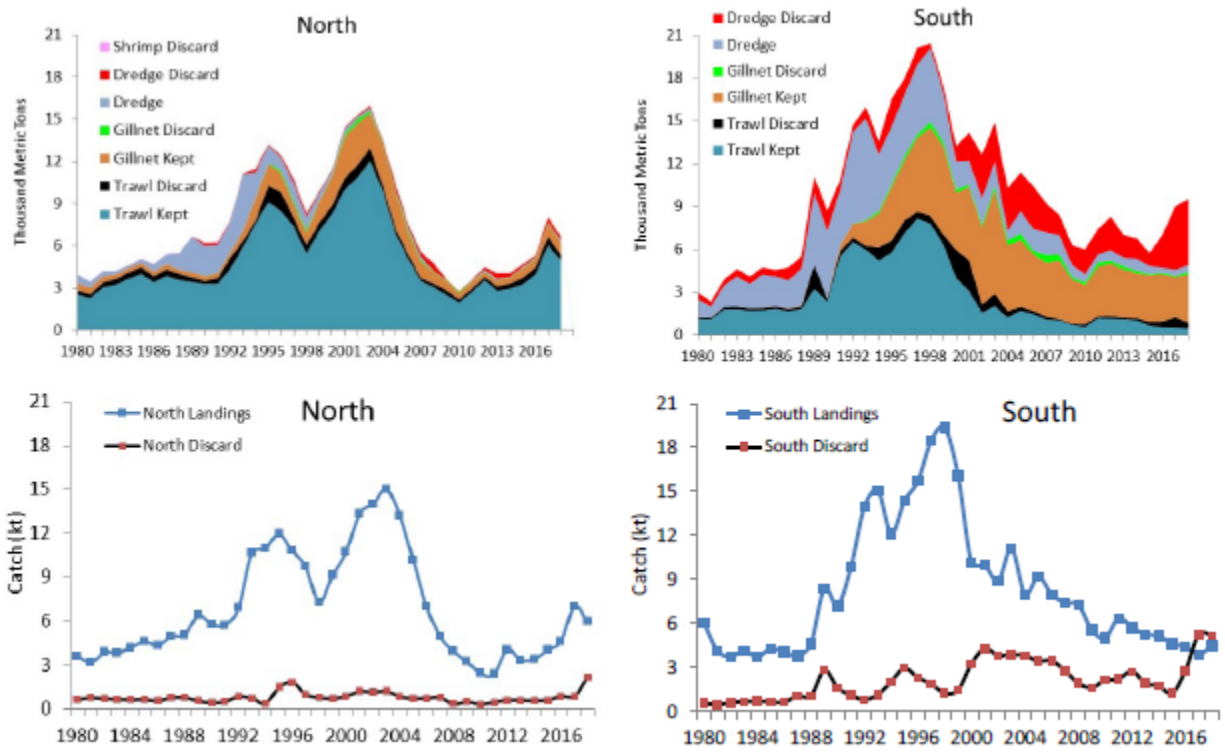 North
21
18
15
12
9
6
3
0
Thousand Metric Tons
Shrimp Discard
Dredge Discard
Dredge
Gillnet Discard
Gillnet Kept
Trawl Discard
Trawl Kept
1980 1983 1986 1989 1992 1995 1998 2001 2004 2007 2010 2013 2016
South
21
18
15
12
9
6
3
0
Thousand Metric Tons
Dredge Discard
Dredge
Gillnet Discard
Gillnet Kept
Trawl Discard
Trawl Kept
1980 1983 1986 1989 1992 1995 1998 2001 2004 2007 2010 2013 2016
North
21
18
15
12
9
6
3
0
Catch (kt)
North Landings
North Discard
1980 1984 1988 1992 1996 2000 2004 2008 2012 2016
South
21
18
15
12
9
6
3
0
Catch (kt)
South Landings
South Discard
1980 1984 1988 1992 1996 2000 2004 2008 2012 2016